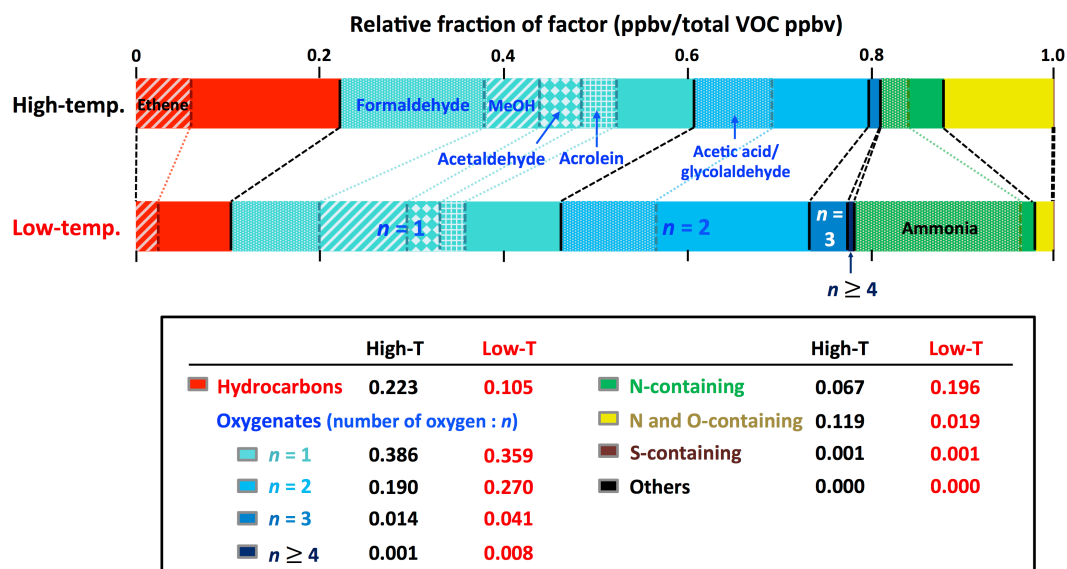 Relative fraction of factor (ppbv/total VOC ppbv)
0 0.2 0.4 0.6 0.8 1.0
High-temp. Ethene Formaldehyde MeOH
Acetaldehyde Acrolein Acetic acid/
glycolaldehyde
Low-temp. n = 1 n = 2 n = 
3 Ammonia
n ≥ 4
High-T Low-T High-T Low-T
Hydrocarbons 0.223 0.105 N-containing 0.067 0.196
Oxygenates (number of oxygen : n) N and O-containing 0.119 0.019
n = 1 0.386 0.359 S-containing 0.001 0.001
n = 2 0.190 0.270 Others 0.000 0.000
n = 3 0.014 0.041
n ≥ 4 0.001 0.008